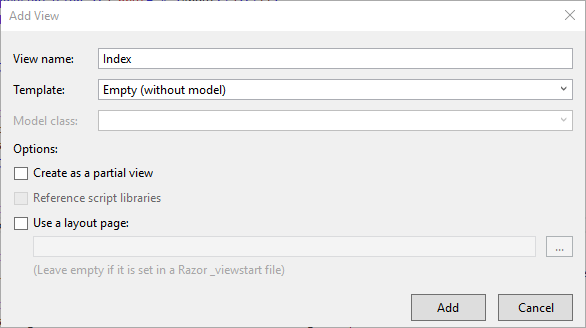 Add View
View name: Index
Template: Empty (without model)
Model class:
Options:
Create as a partial view
Reference script libraries
Use a layout page:
...
(Leave empty if it is set in a Razor _viewstart file)
Add Cancel